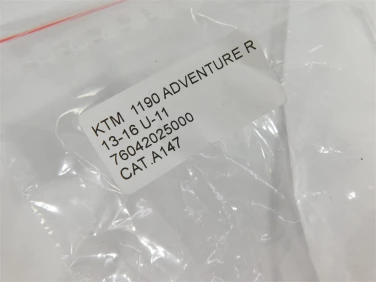 KTM 1190 ADVENTURE R
13-16 U-11
76042025000
CAT.A147